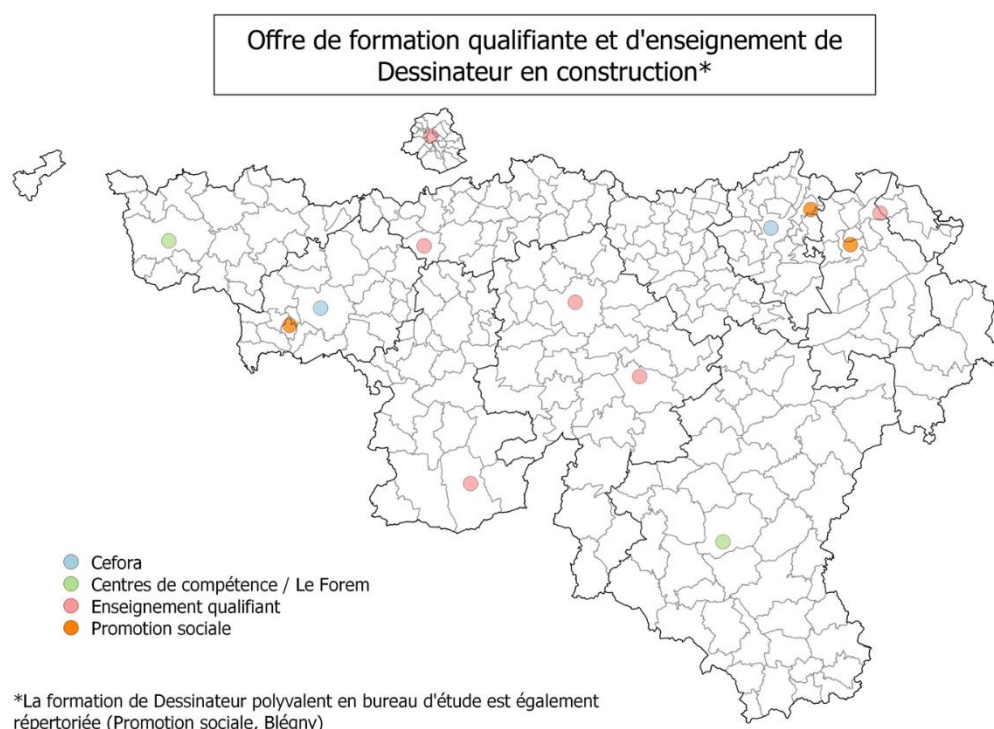 Offre de formation qualifiante et d'enseignement de
Dessinateur en construction*
Cefora
Centres de compétence / Le Forem
Enseignement qualifiant
Promotion sociale
*La formation de Dessinateur polyvalent en bureau d'étude est également
répertoriée (Promotion sociale, Blégny)